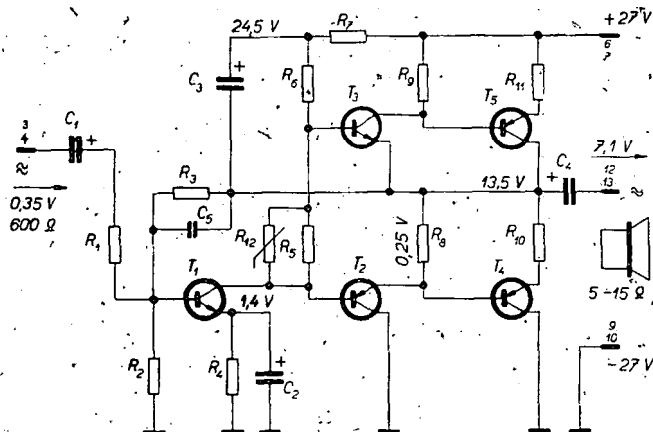 24,5 V
R7
+27V
6
7
R6
R9
R11
C3
+
T3
T5
C1
+
3
4
≈
0,35 V
600 Ω
R3
C5
7,1 V
C4
+
12
13
≈
13,5 V
R1
R12
R5
0,25 V
R8
R10
T1
T2
T4
1,4 V
5-15 Ω
R2
R4
C2
+
9
10
-27 V